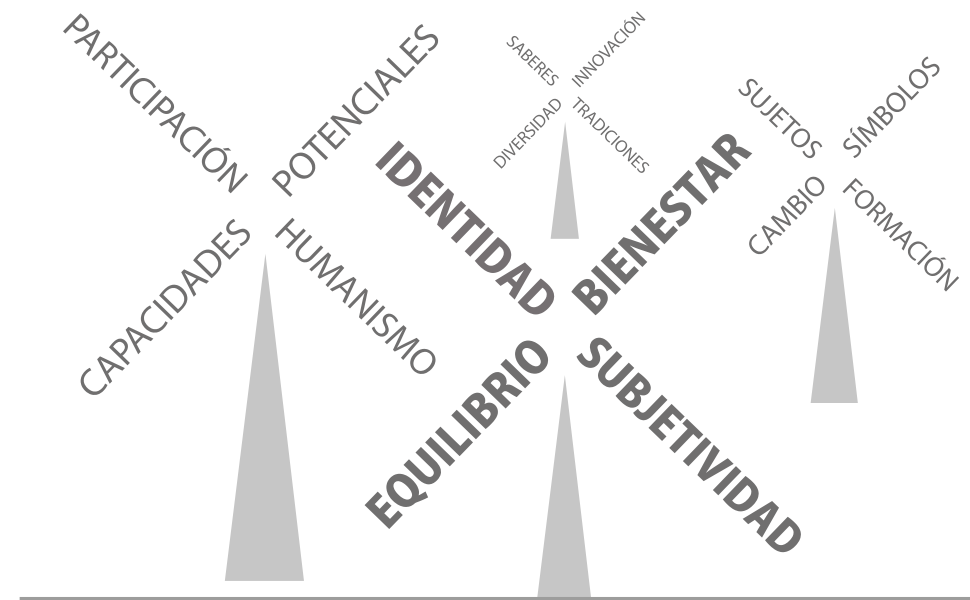 PARTICIPACIÓN
POTENCIALES
CAPACIDADES
HUMANISMO
SABERES
INNOVACIÓN
DIVERSIDAD
TRADICIONES
IDENTIDAD
BIENESTAR
EQUILIBRIO
SUBJETIVIDAD
SUJETOS
SÍMBOLOS
CAMBIO
FORMACIÓN